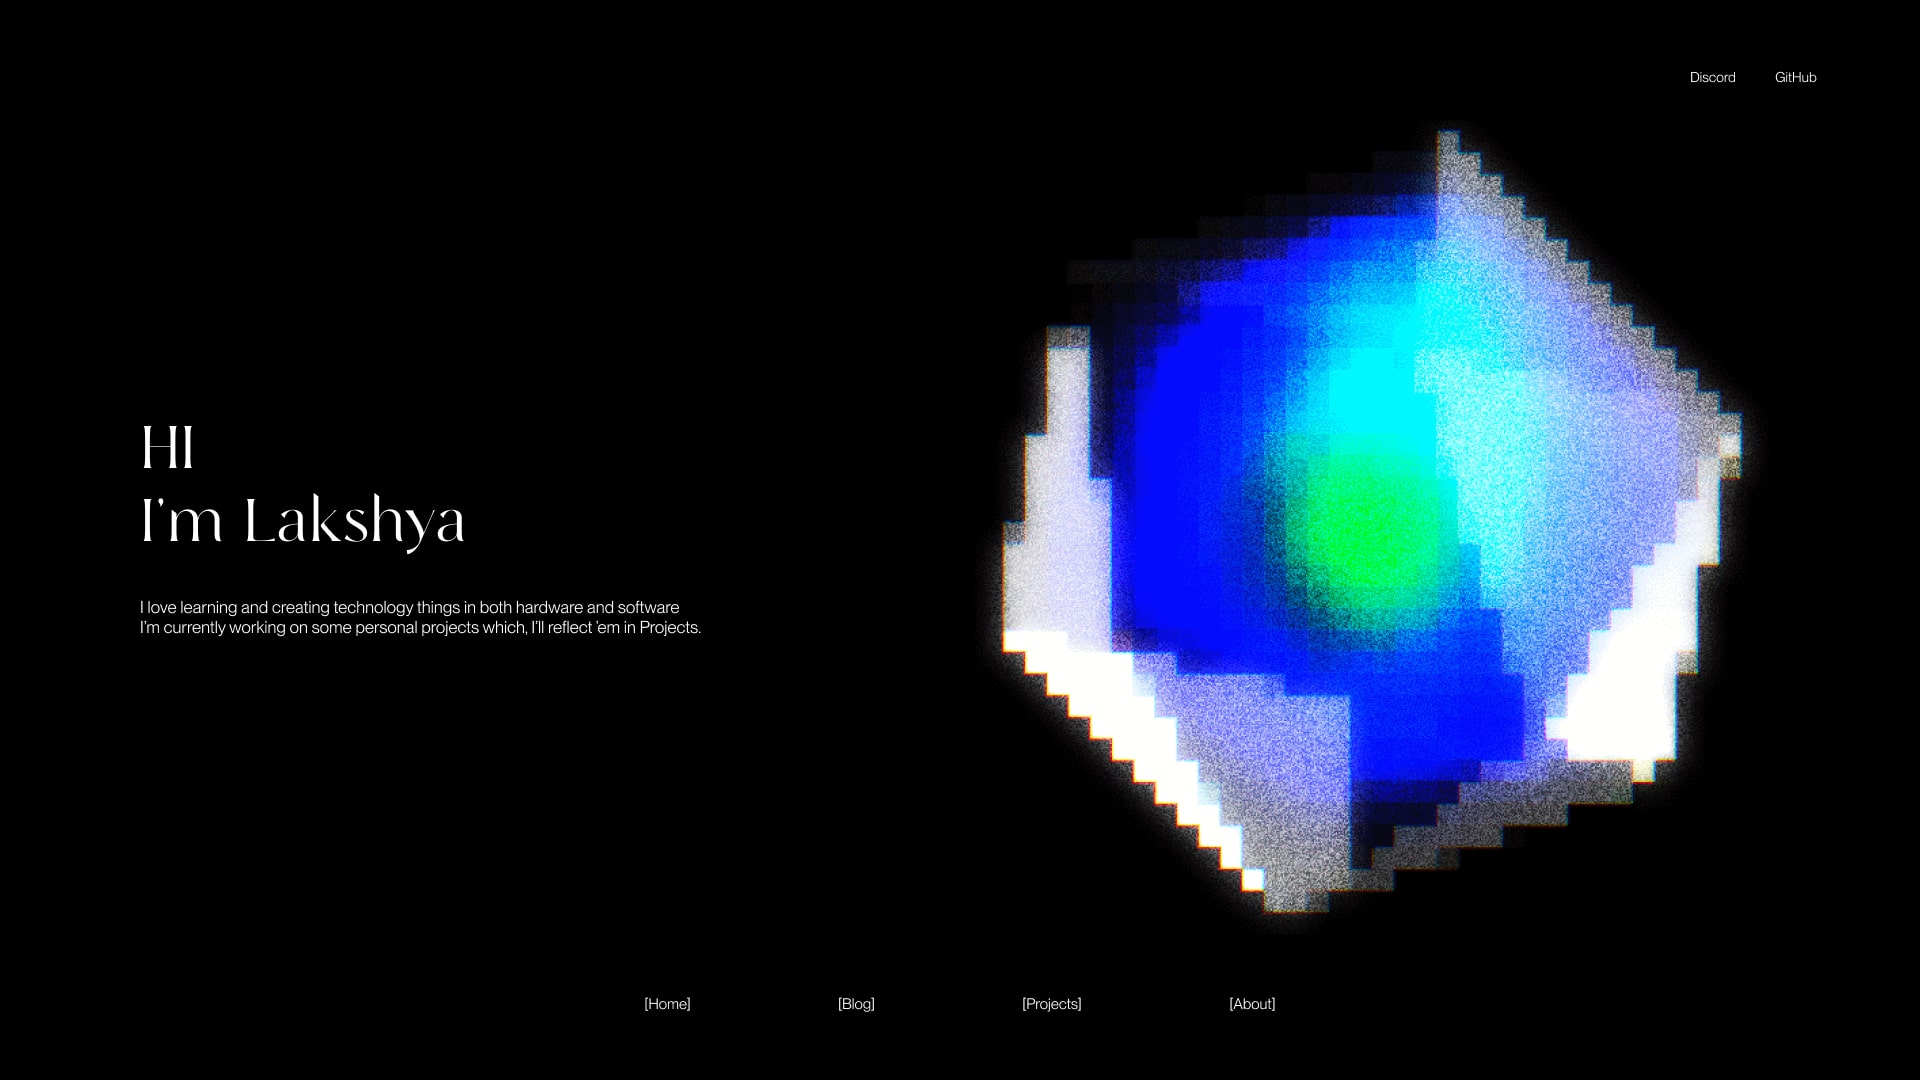 Discord GitHub
HI
I'm Lakshya
I love learning and creating technology things in both hardware and software
I'm currently working on some personal projects which, I'll reflect 'em in Projects.
[Home] [Blog] [Projects] [About]